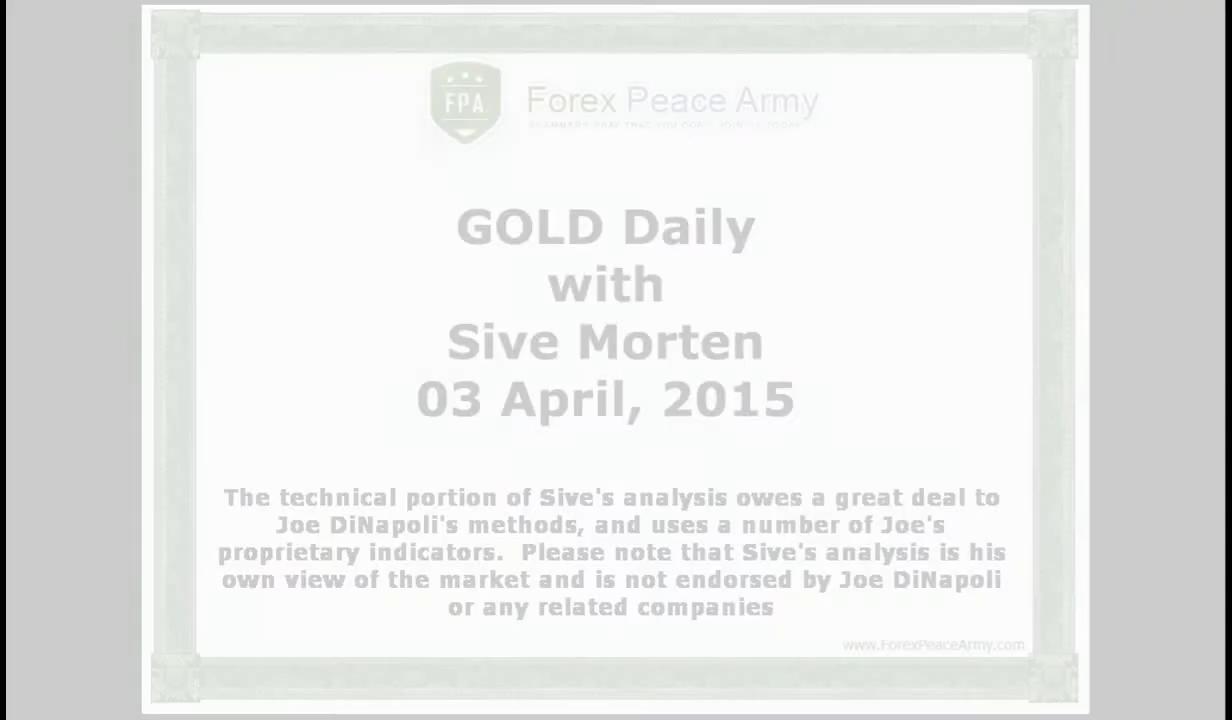 FPA
Forex Peace Army
GOLD Daily
with
Sive Morten
03 April, 2015
The technical portion of Sive's analysis owes a great deal to
Joe DiNapoli's methods, and uses a number of Joe's
proprietary indicators. Please note that Sive's analysis is his
own view of the market and is not endorsed by Joe DiNapoli
or any related companies
www.ForexPeaceArmy.com